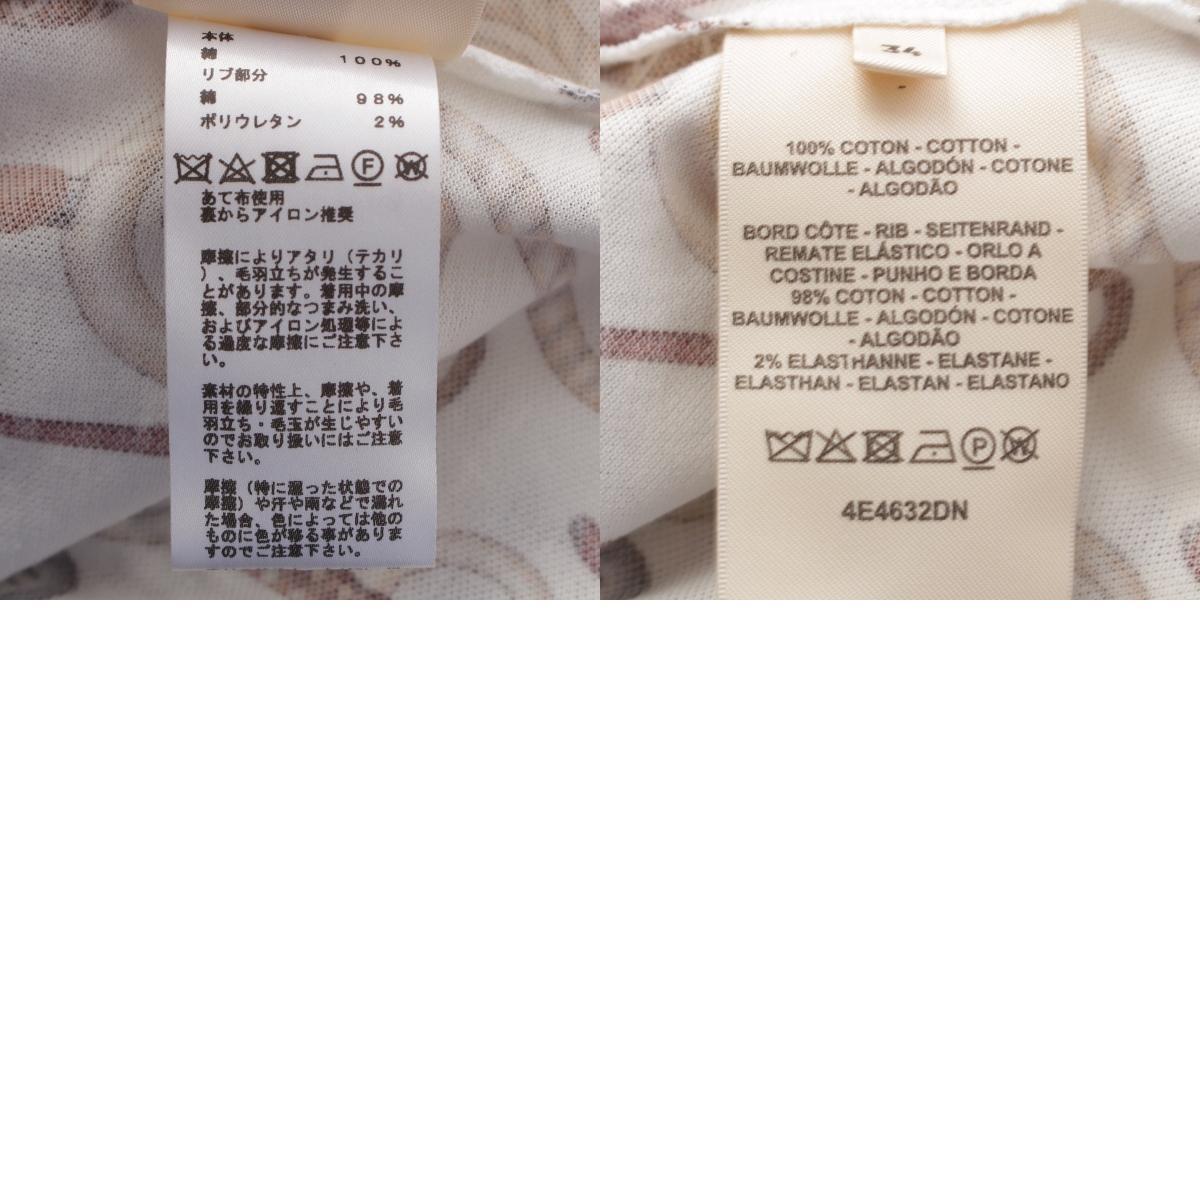 本体
綿 100%
リブ部分
綿 98%
ポリウレタン 2%
F
W
あて布使用
裏からアイロン推奨
摩擦によりアタリ（テカリ
）、毛羽立ちが発生するこ
とがあります。着用中の摩
擦、部分的なつまみ洗い、
およびアイロン処理等によ
る過度な摩擦にご注意下さ
い。
素材の特性上、摩擦や、着
用を繰り返すことにより毛
羽立ち・毛玉が生じやすい
のでお取り扱いにはご注意
下さい。
摩擦（特に湿った状態での
摩擦）や汗や雨などで濡れ
た場合、色によっては他の
ものに色が移る事がありま
すのでご注意下さい。
34
100% COTON - COTTON -
BAUMWOLLE - ALGODÓN - COTONE
- ALGODÃO
BORD CÔTE - RIB - SEITENRAND -
REMATE ELÁSTICO - ORLO A
COSTINE - PUNHO E BORDA
98% COTON - COTTON -
BAUMWOLLE - ALGODÓN - COTONE
- ALGODÃO
2% ELASTHANNE - ELASTANE -
ELASTHAN - ELASTAN - ELASTANO
P
W
4E4632DN